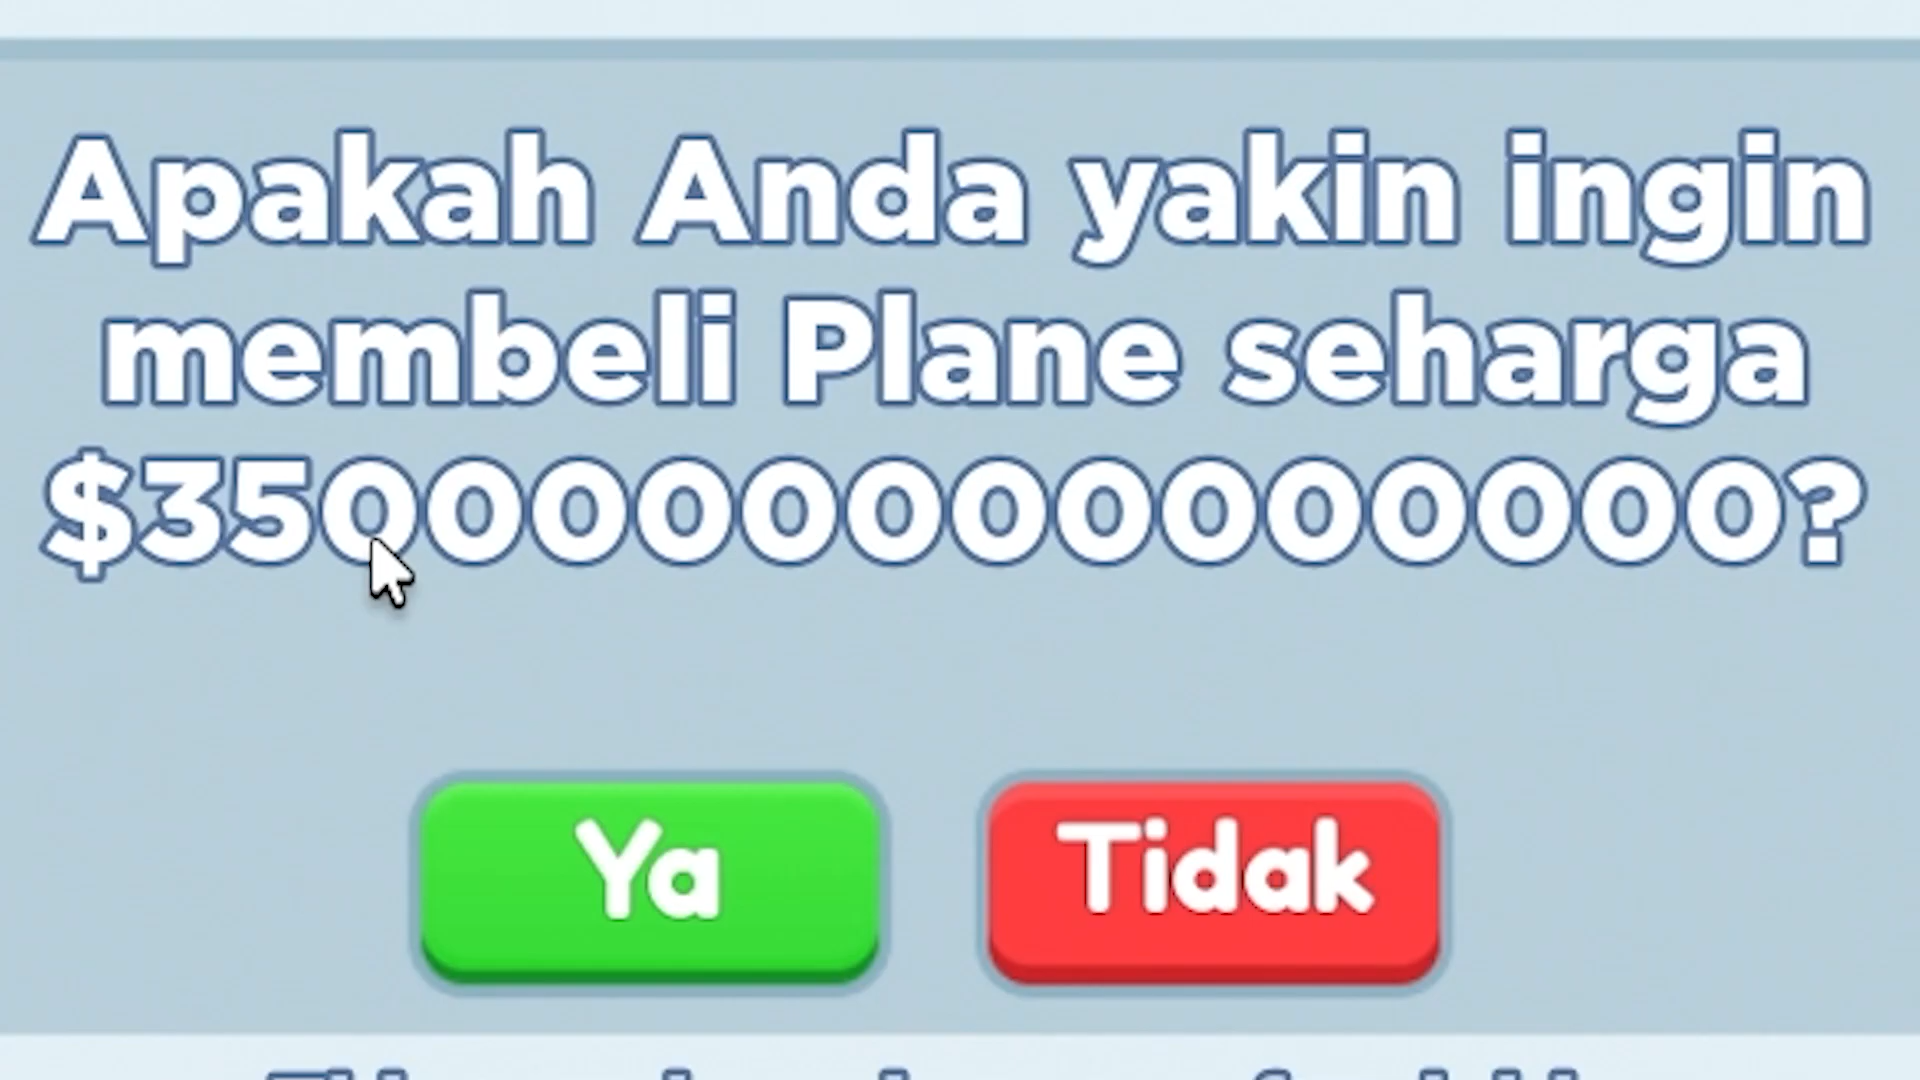 Apakah Anda yakin ingin
membeli Plane seharga
$3500000000000000?
Ya
Tidak